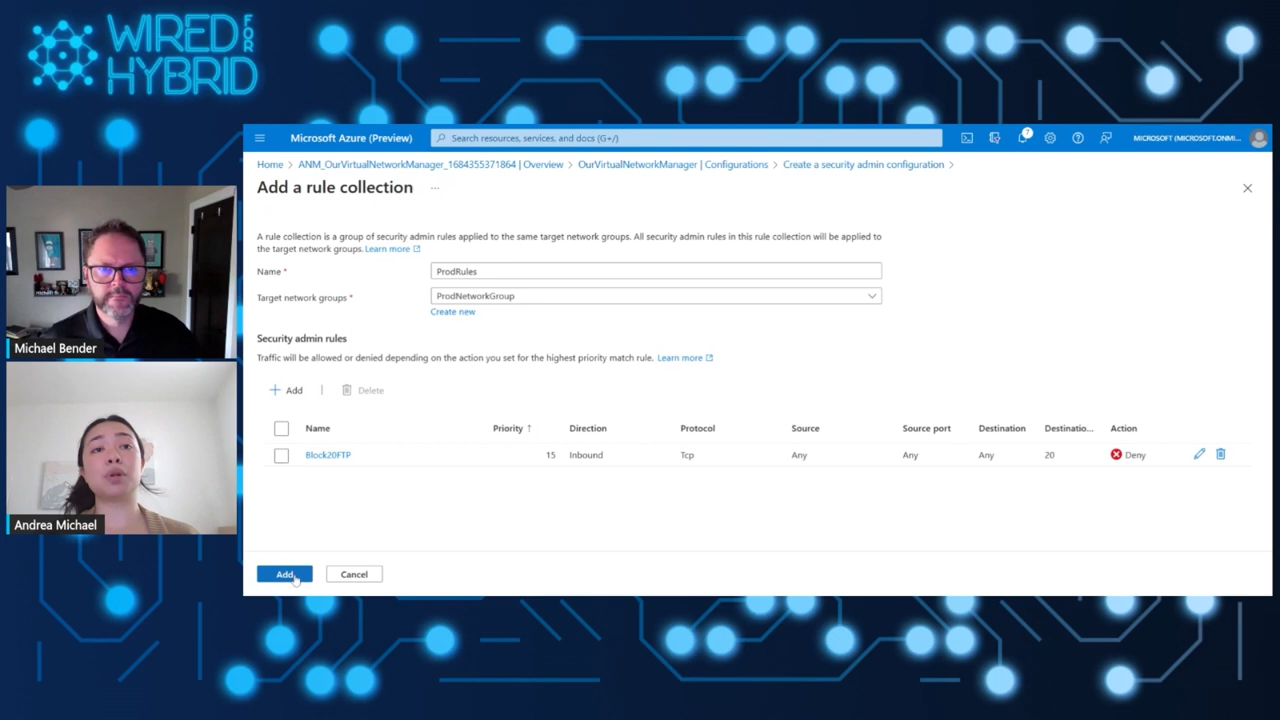 WIRED
FOR
HYBRID
Microsoft Azure (Preview)
Search resources, services, and docs (G+/)
MICROSOFT (MICROSOFT.ONMI...
Home > ANM_OurVirtualNetworkManager_1684355371864 | Overview > OurVirtualNetworkManager | Configurations > Create a security admin configuration >
Add a rule collection ...
A rule collection is a group of security admin rules applied to the same target network groups. All security admin rules in this rule collection will be applied to
the target network groups. Learn more
Name * ProdRules
Target network groups * ProdNetworkGroup
Create new
Security admin rules
Traffic will be allowed or denied depending on the action you set for the highest priority match rule. Learn more
+ Add | Delete
Name Priority ↑ Direction Protocol Source Source port Destination Destinatio... Action
Block20FTP 15 Inbound Tcp Any Any Any 20 Deny
Add Cancel
Michael Bender
Andrea Michael